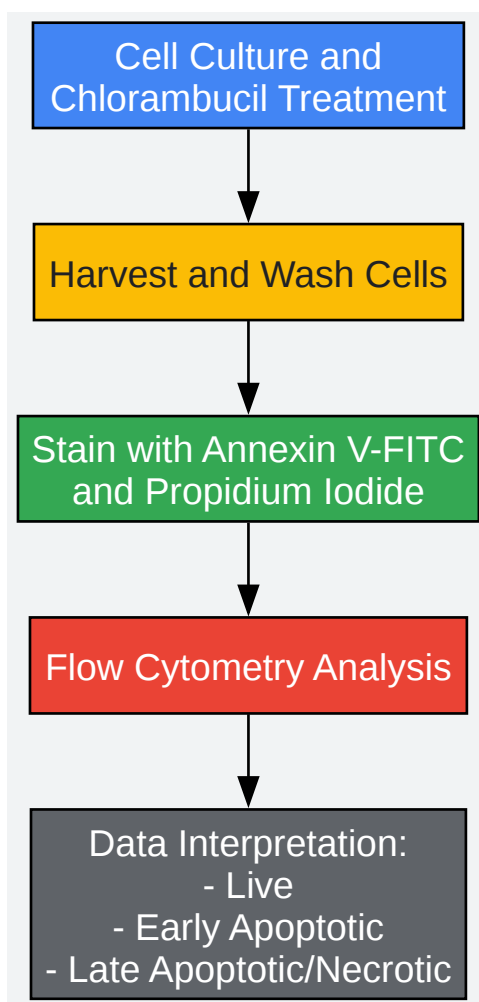 Cell Culture and
Chlorambucil Treatment
Harvest and Wash Cells
Stain with Annexin V-FITC
and Propidium Iodide
Flow Cytometry Analysis
Data Interpretation:
- Live
- Early Apoptotic
- Late Apoptotic/Necrotic